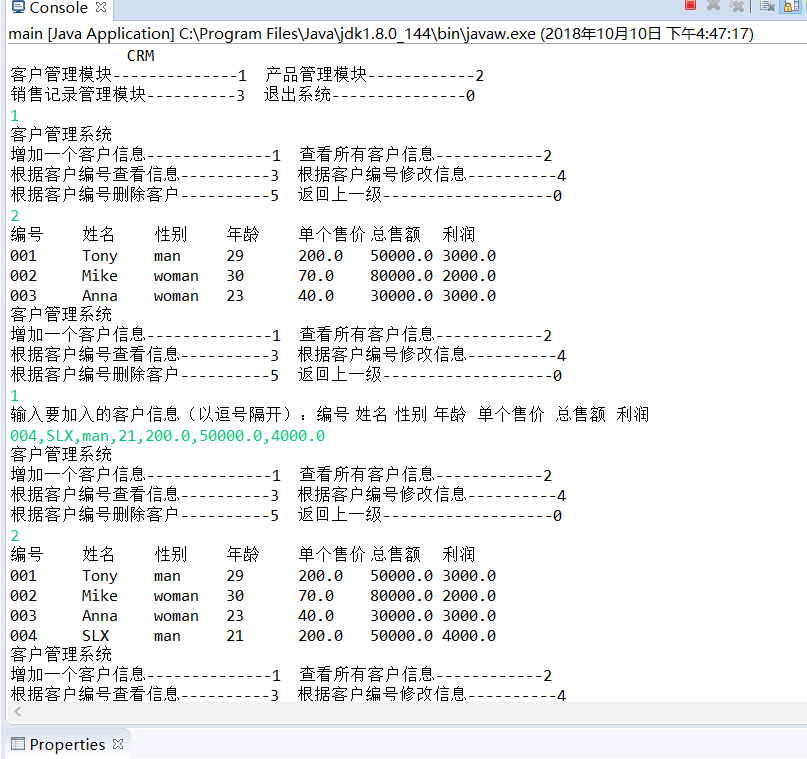 Console
main [Java Application] C:\Program Files\Java\jdk1.8.0_144\bin\javaw.exe (2018年10月10日 下午4:47:17)
CRM
客户管理模块--------------1  产品管理模块------------2
销售记录管理模块----------3  退出系统---------------0
1
客户管理系统
增加一个客户信息--------------1  查看所有客户信息------------2
根据客户编号查看信息----------3  根据客户编号修改信息----------4
根据客户编号删除客户----------5  返回上一级-------------------0
2
编号 姓名 性别 年龄 单个售价 总售额 利润
001 Tony man 29 200.0 50000.0 3000.0
002 Mike woman 30 70.0 80000.0 2000.0
003 Anna woman 23 40.0 30000.0 3000.0
客户管理系统
增加一个客户信息--------------1  查看所有客户信息------------2
根据客户编号查看信息----------3  根据客户编号修改信息----------4
根据客户编号删除客户----------5  返回上一级-------------------0
1
输入要加入的客户信息（以逗号隔开）: 编号 姓名 性别 年龄 单个售价 总售额 利润
004,SLX,man,21,200.0,50000.0,4000.0
客户管理系统
增加一个客户信息--------------1  查看所有客户信息------------2
根据客户编号查看信息----------3  根据客户编号修改信息----------4
根据客户编号删除客户----------5  返回上一级-------------------0
2
编号 姓名 性别 年龄 单个售价 总售额 利润
001 Tony man 29 200.0 50000.0 3000.0
002 Mike woman 30 70.0 80000.0 2000.0
003 Anna woman 23 40.0 30000.0 3000.0
004 SLX man 21 200.0 50000.0 4000.0
客户管理系统
增加一个客户信息--------------1  查看所有客户信息------------2
根据客户编号查看信息----------3  根据客户编号修改信息----------4
Properties